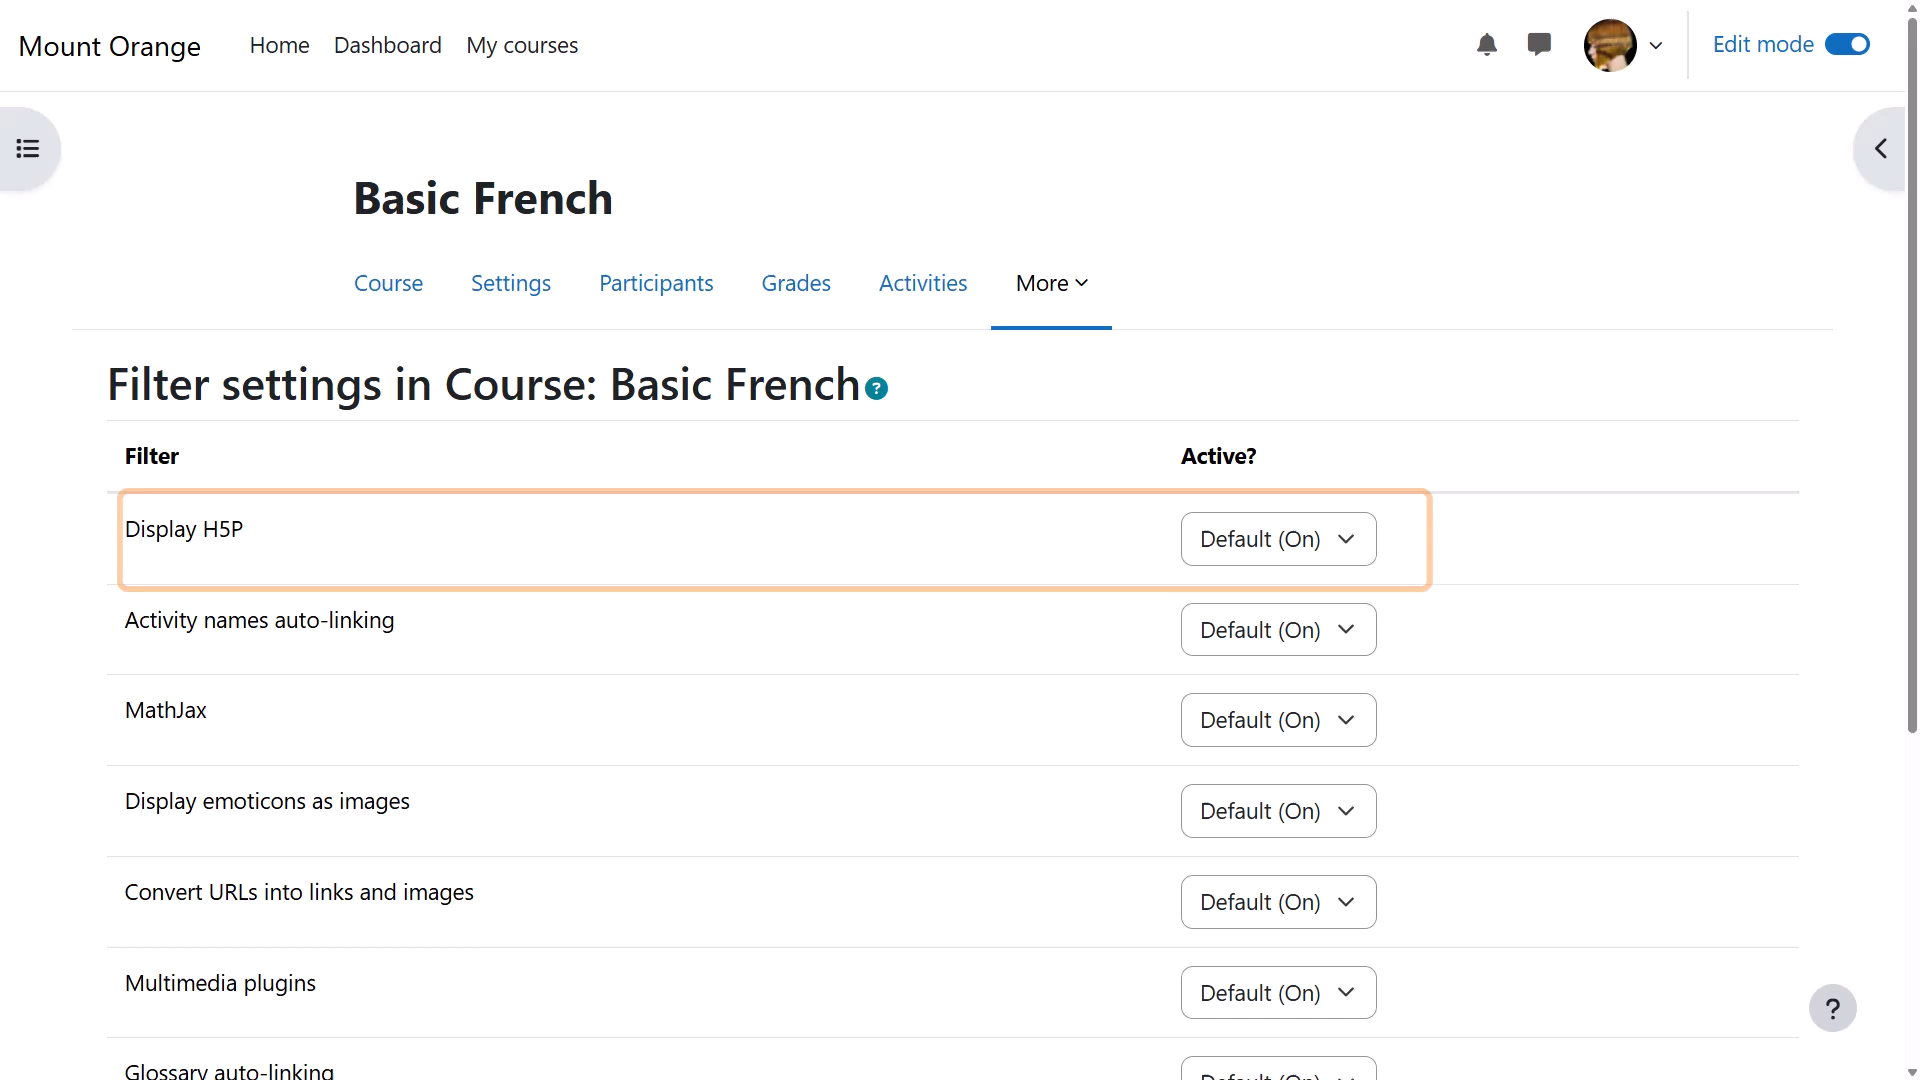 Mount Orange
Home Dashboard My courses
Edit mode
Basic French
Course Settings Participants Grades Activities More
Filter settings in Course: Basic French ?
Filter Active?
Display H5P Default (On)
Activity names auto-linking Default (On)
MathJax Default (On)
Display emoticons as images Default (On)
Convert URLs into links and images Default (On)
Multimedia plugins Default (On)
?
Glossary auto-linking Default (On)